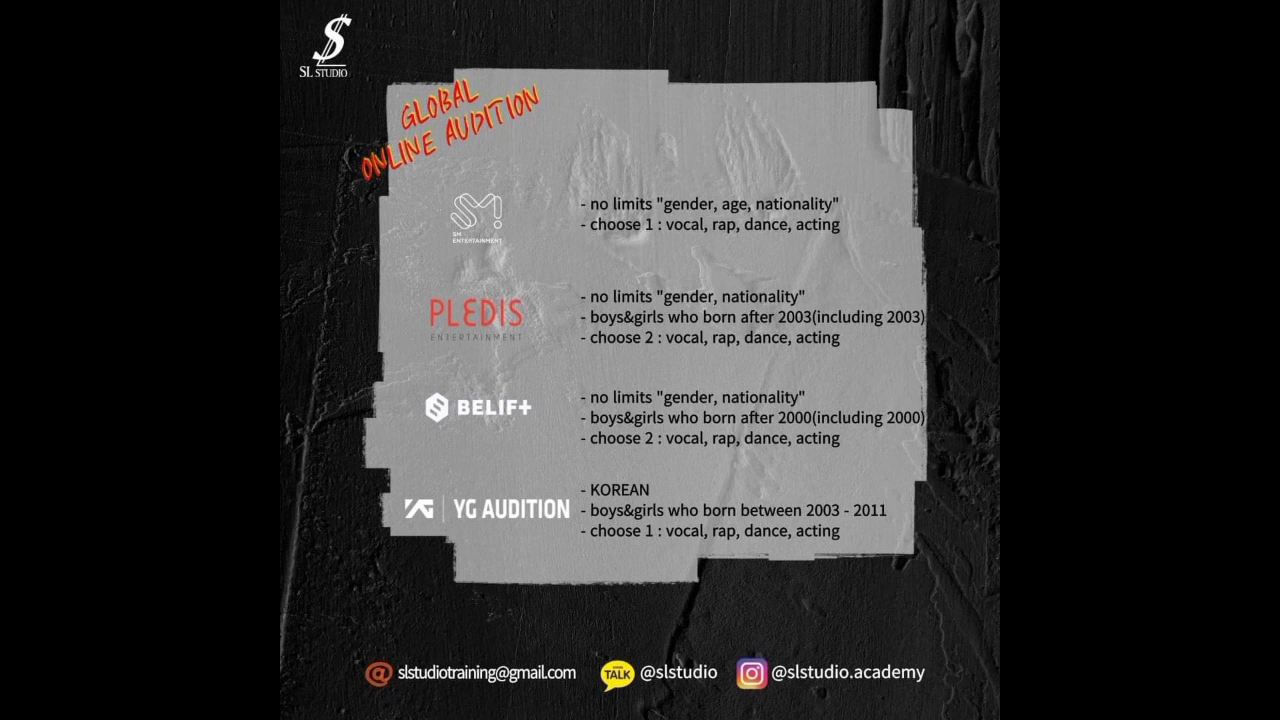 SL STUDIO
GLOBAL
ONLINE AUDITION
SM
ENTERTAINMENT
- no limits "gender, age, nationality"
- choose 1 : vocal, rap, dance, acting
PLEDIS
ENTERTAINMENT
- no limits "gender, nationality"
- boys&girls who born after 2003(including 2003)
- choose 2 : vocal, rap, dance, acting
BELIF+
- no limits "gender, nationality"
- boys&girls who born after 2000(including 2000)
- choose 2 : vocal, rap, dance, acting
YG | YG AUDITION
- KOREAN
- boys&girls who born between 2003 - 2011
- choose 1 : vocal, rap, dance, acting
@ slstudiotraining@gmail.com TALK @slstudio @slstudio.academy